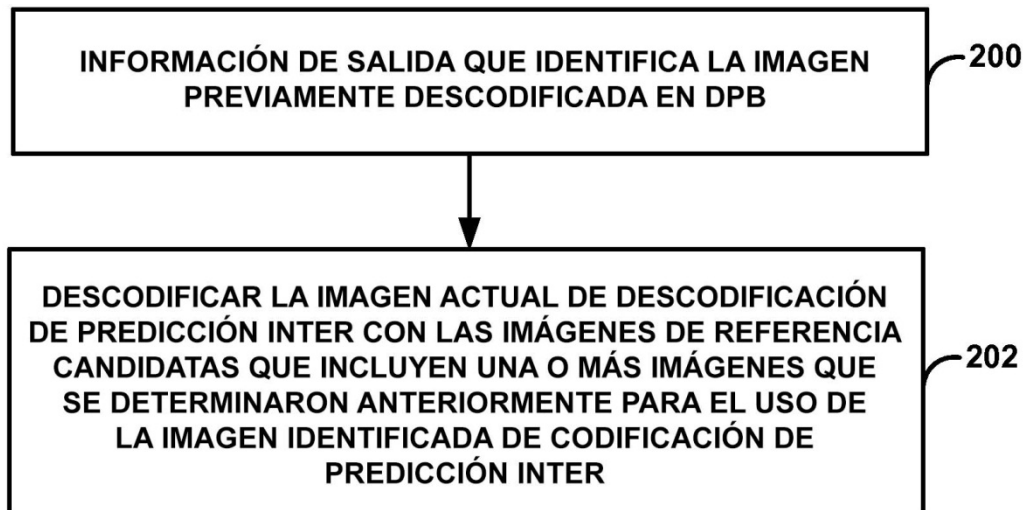 INFORMACIÓN DE SALIDA QUE IDENTIFICA LA IMAGEN
PREVIAMENTE DESCODIFICADA EN DPB
200
DESCODIFICAR LA IMAGEN ACTUAL DE DESCODIFICACIÓN
DE PREDICCIÓN INTER CON LAS IMÁGENES DE REFERENCIA
CANDIDATAS QUE INCLUYEN UNA O MÁS IMÁGENES QUE
SE DETERMINARON ANTERIORMENTE PARA EL USO DE
LA IMAGEN IDENTIFICADA DE CODIFICACIÓN DE
PREDICCIÓN INTER
202